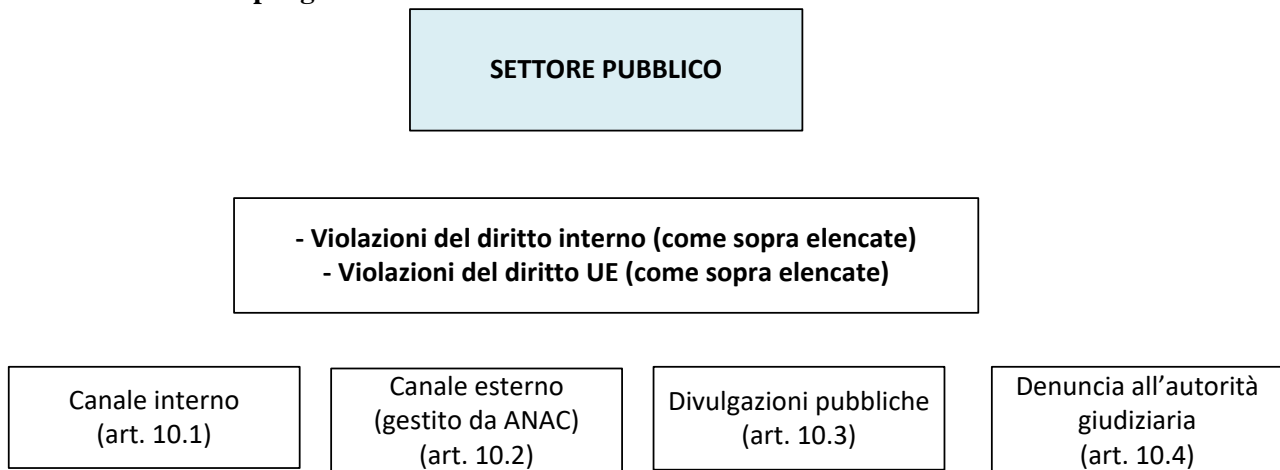 SETTORE PUBBLICO
- Violazioni del diritto interno (come sopra elencate)
- Violazioni del diritto UE (come sopra elencate)
Canale interno
(art. 10.1)
Canale esterno
(gestito da ANAC)
(art. 10.2)
Divulgazioni pubbliche
(art. 10.3)
Denuncia all’autorità
giudiziaria
(art. 10.4)